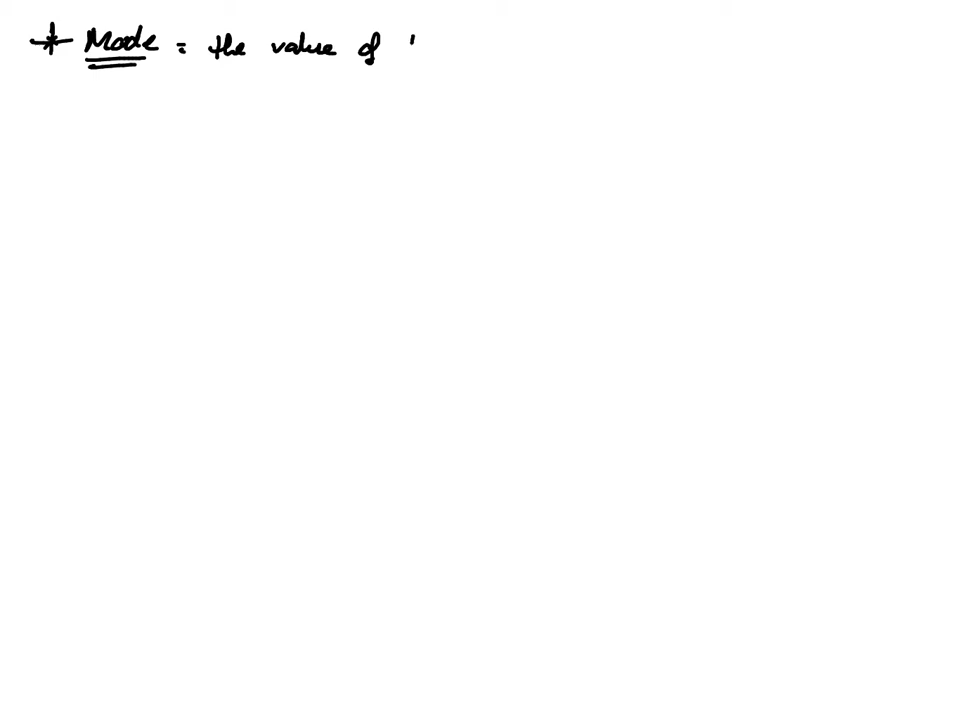 * Mode = the value of '